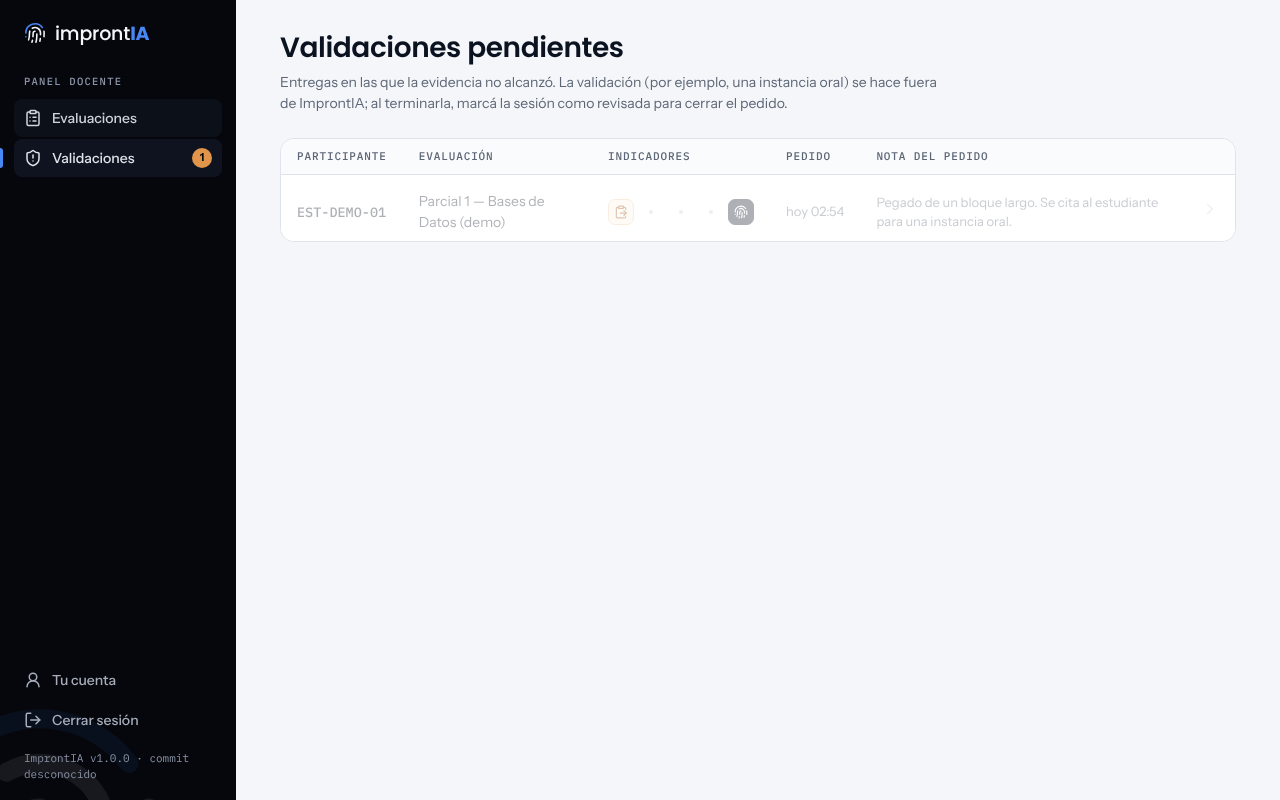 improntIA
PANEL DOCENTE
Evaluaciones
Validaciones 1
Tu cuenta
Cerrar sesión
ImprontIA v1.0.0 · commit
desconocido
Validaciones pendientes
Entregas en las que la evidencia no alcanzó. La validación (por ejemplo, una instancia oral) se hace fuera
de ImprontIA; al terminarla, marcá la sesión como revisada para cerrar el pedido.
PARTICIPANTE EVALUACIÓN INDICADORES PEDIDO NOTA DEL PEDIDO
EST-DEMO-01
Parcial 1 — Bases de
Datos (demo)
hoy 02:54
Pegado de un bloque largo. Se cita al estudiante
para una instancia oral.